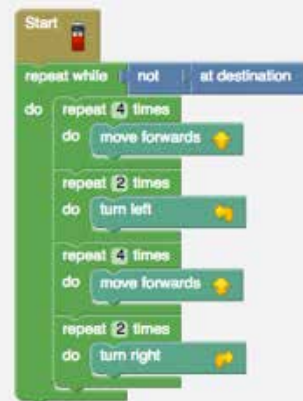 Start
repeat while not at destination
do repeat 4 times
do move forwards
repeat 2 times
do turn left
repeat 4 times
do move forwards
repeat 2 times
do turn right